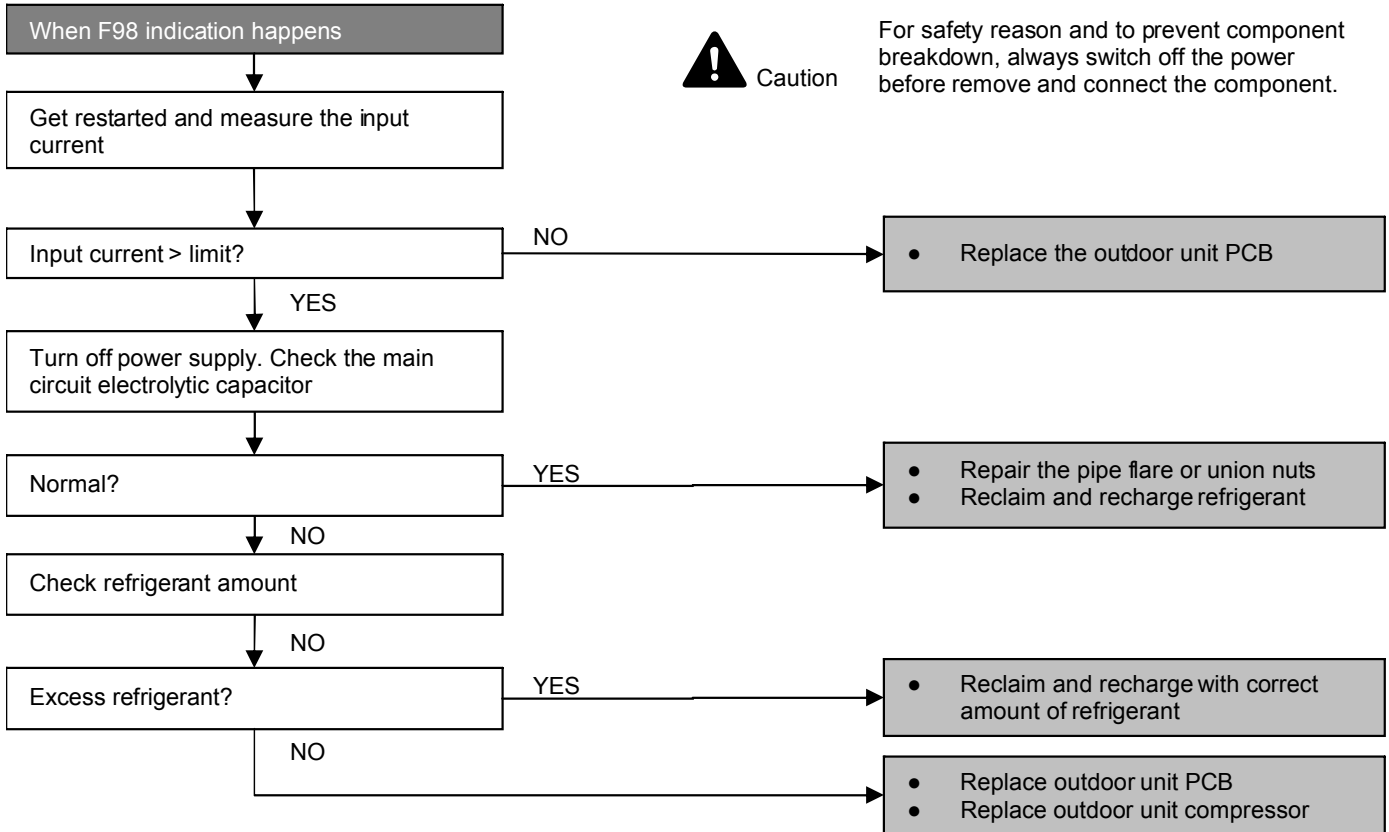 When F98 indication happens
Caution
For safety reason and to prevent component
breakdown, always switch off the power
before remove and connect the component.
Get restarted and measure the input
current
Input current > limit?
NO
● Replace the outdoor unit PCB
YES
Turn off power supply. Check the main
circuit electrolytic capacitor
Normal?
YES
● Repair the pipe flare or union nuts
● Reclaim and recharge refrigerant
NO
Check refrigerant amount
NO
Excess refrigerant?
YES
● Reclaim and recharge with correct
amount of refrigerant
NO
● Replace outdoor unit PCB
● Replace outdoor unit compressor